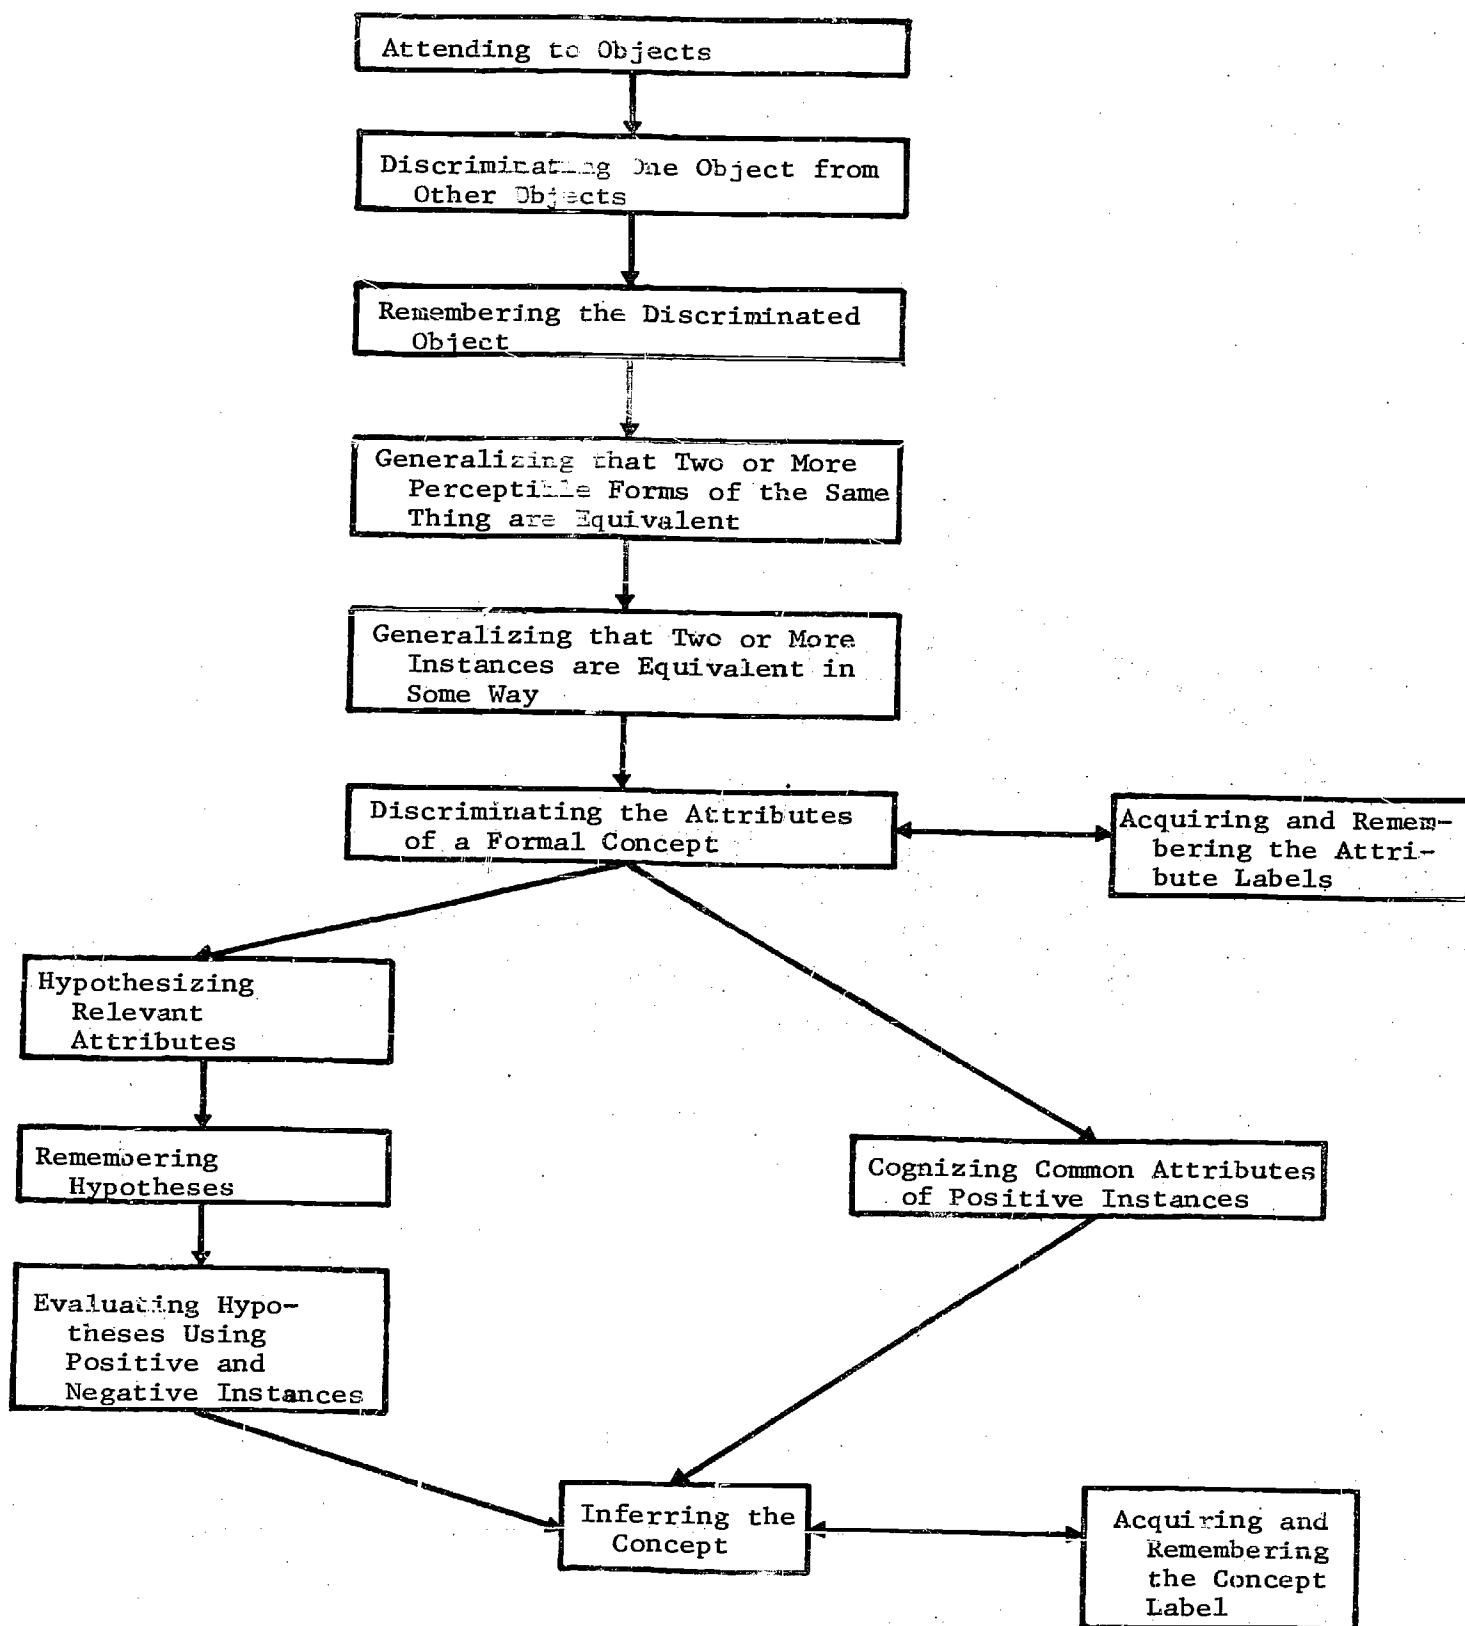 Attending to Objects
Discriminating One Object from
Other Objects
Remembering the Discriminated
Object
Generalizing that Two or More
Perceptible Forms of the Same
Thing are Equivalent
Generalizing that Two or More
Instances are Equivalent in
Some Way
Discriminating the Attributes
of a Formal Concept
Acquiring and Remem-
bering the Attri-
bute Labels
Hypothesizing
Relevant
Attributes
Remembering
Hypotheses
Cognizing Common Attributes
of Positive Instances
Evaluating Hypo-
theses Using
Positive and
Negative Instances
Inferring the
Concept
Acquiring and
Remembering
the Concept
Label